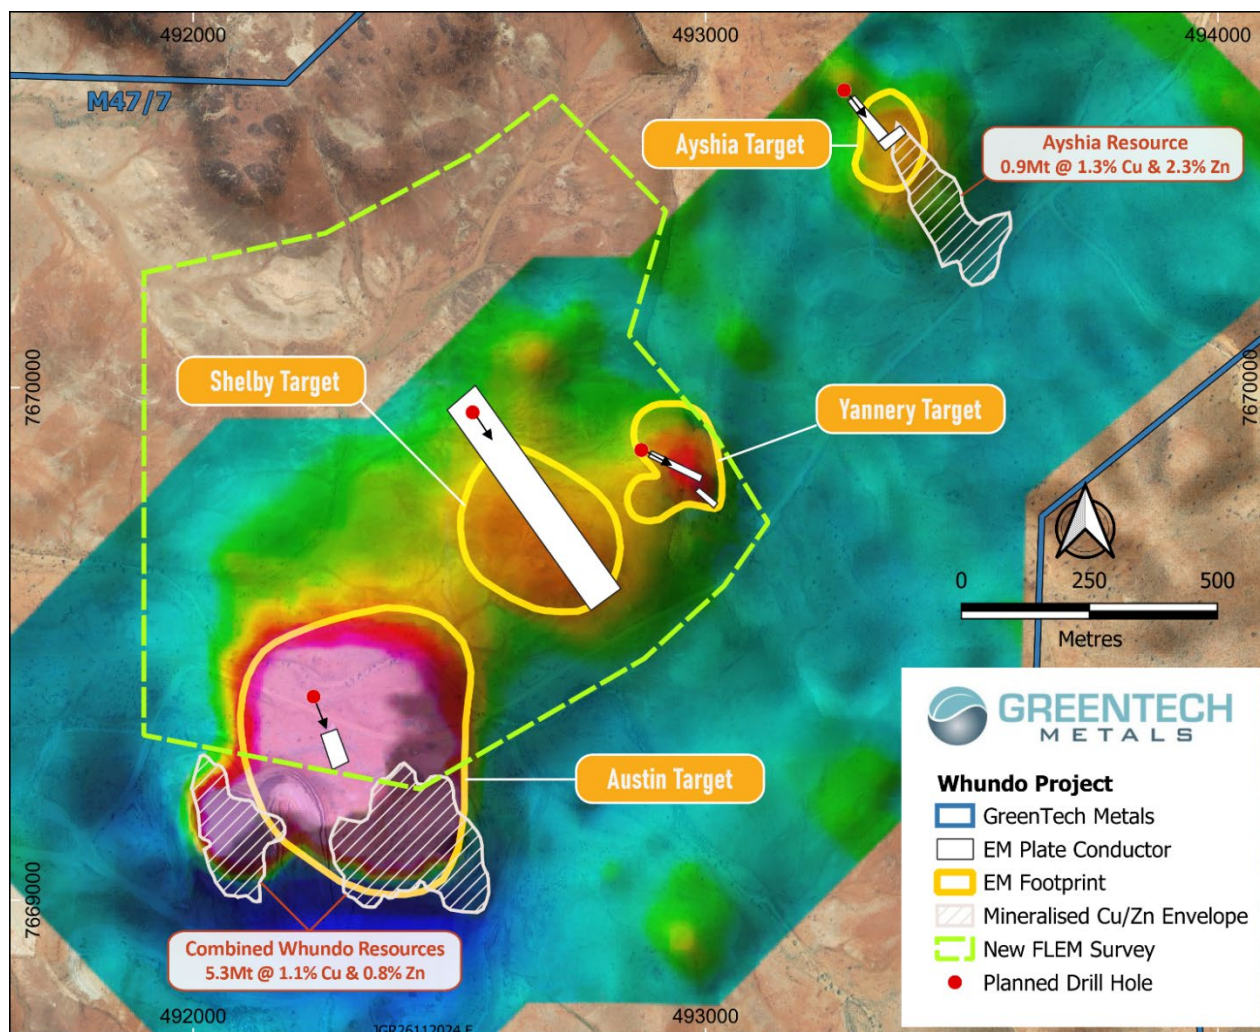 492000
493000
494000
M47/7
Ayshia Target
Ayshia Resource
0.9Mt @ 1.3% Cu & 2.3% Zn
7670000
7670000
Shelby Target
Yannery Target
0
250
500
Metres
GREENTECH
METALS
Austin Target
Whundo Project
GreenTech Metals
EM Plate Conductor
EM Footprint
Mineralised Cu/Zn Envelope
New FLEM Survey
Planned Drill Hole
7669000
Combined Whundo Resources
5.3Mt @ 1.1% Cu & 0.8% Zn
492000
493000